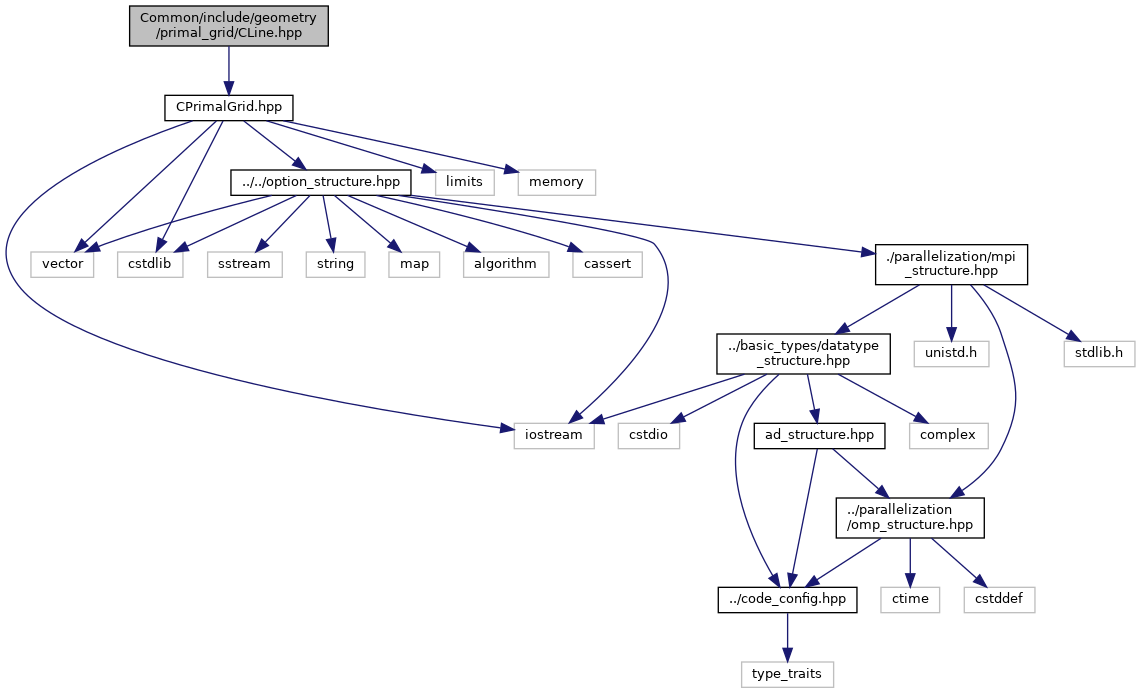 Common/include/geometry
/primal_grid/CLine.hpp
CPrimalGrid.hpp
../../option_structure.hpp
limits
memory
vector
cstdlib
sstream
string
map
algorithm
cassert
./parallelization/mpi
_structure.hpp
../basic_types/datatype
_structure.hpp
unistd.h
stdlib.h
iostream
cstdio
ad_structure.hpp
complex
../parallelization
/omp_structure.hpp
../code_config.hpp
ctime
cstddef
type_traits